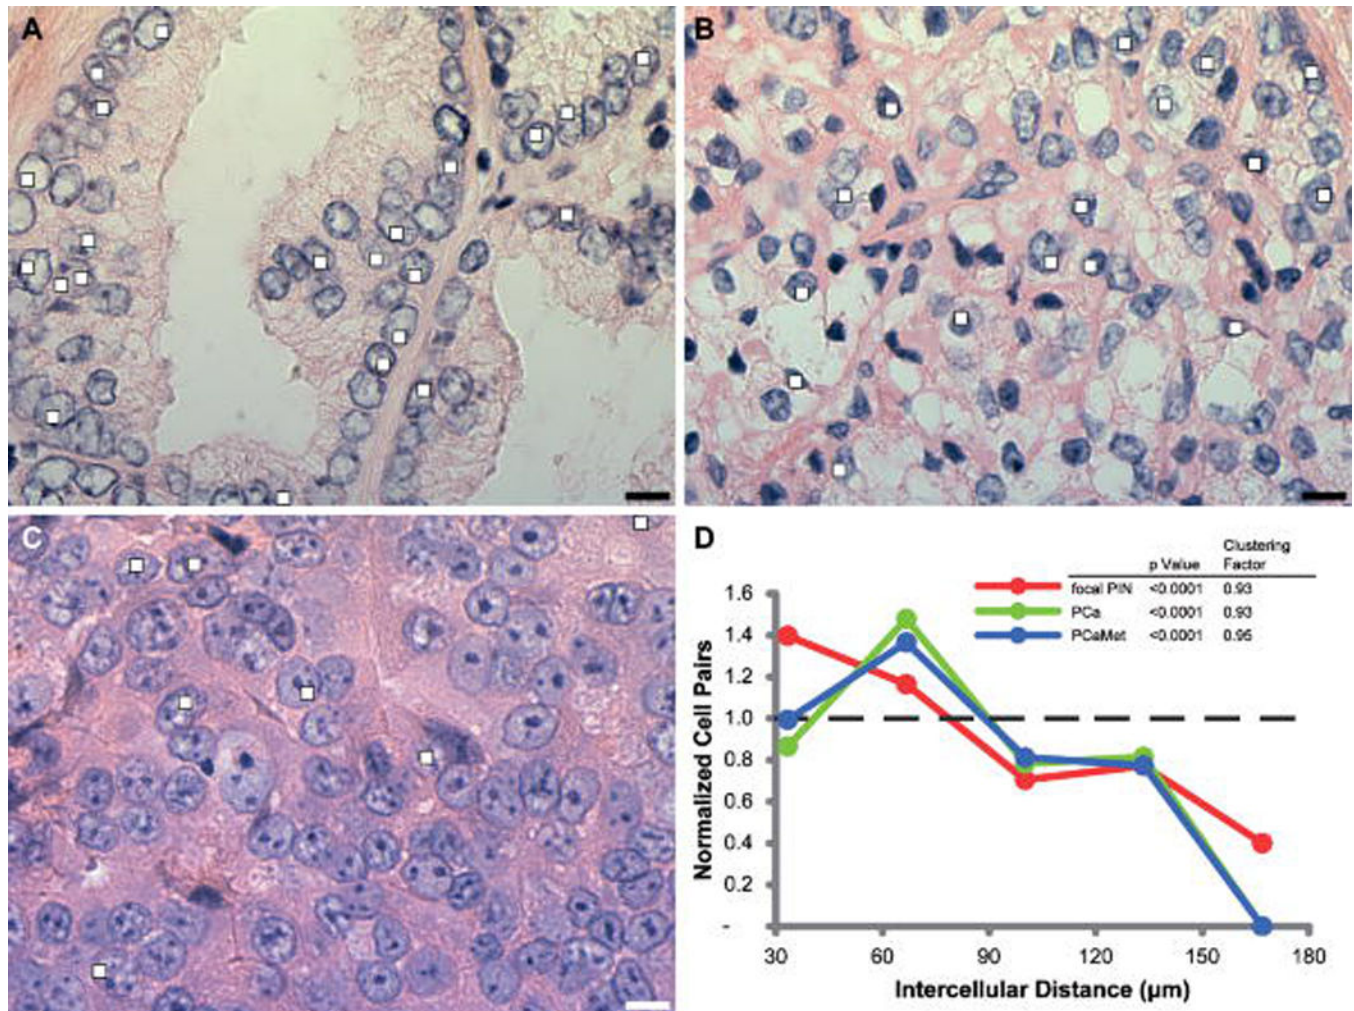 A
B
C
D
p Value
Clustering
Factor
focal PIN <0.0001 0.93
PCa <0.0001 0.93
PCaMet <0.0001 0.95
1.6
1.4
1.2
1.0
0.8
0.6
0.4
0.2
-
30 60 90 120 150 180
Normalized Cell Pairs
Intercellular Distance (µm)